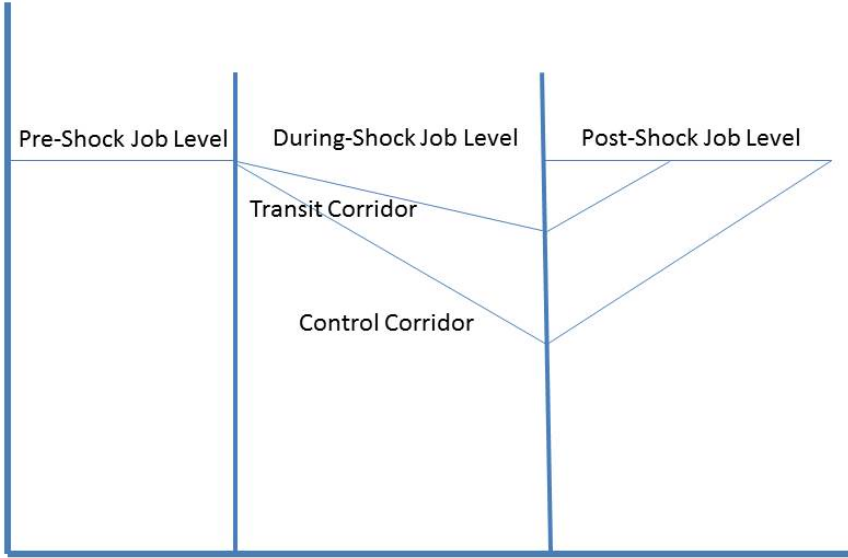 Pre-Shock Job Level
During-Shock Job Level
Post-Shock Job Level
Transit Corridor
Control Corridor